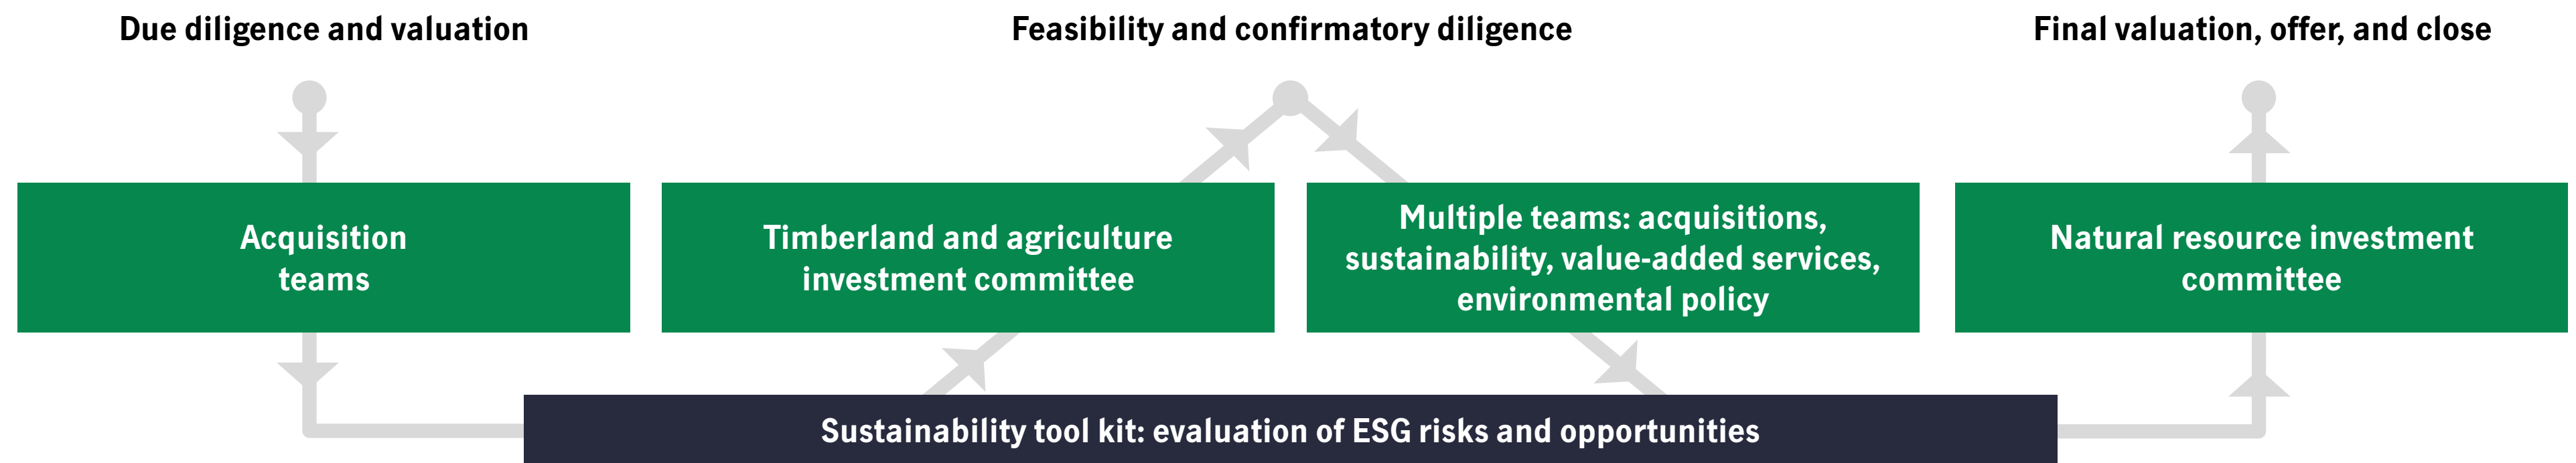 Due diligence and valuation
Feasibility and confirmatory diligence
Final valuation, offer, and close
Acquisition
teams
Timberland and agriculture
investment committee
Multiple teams: acquisitions,
sustainability, value-added services,
environmental policy
Natural resource investment
committee
Sustainability tool kit: evaluation of ESG risks and opportunities